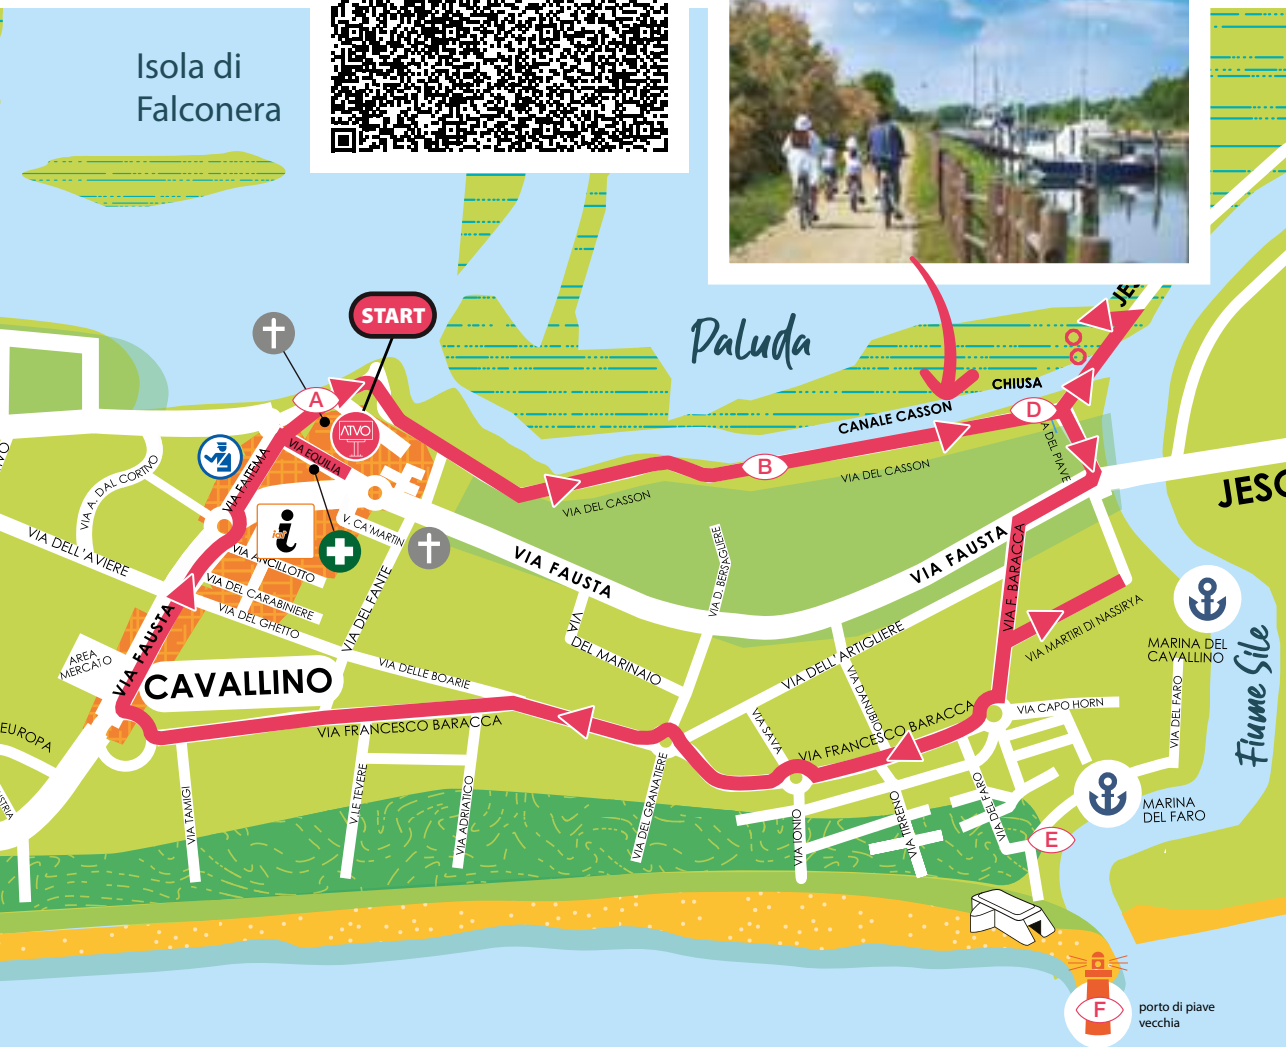 Isola di
Falconera
START
Paluda
JES
CHIUSA
CANALE CASSON
A
B
D
ATVO
VIA EQUILIA
VIA FAITEMA
VIA A. DAL CORTIVO
VIA DEL CASSON
VIA DEL CASSON
A DEL PIAVE
JESO
VIA DELL'AVIERE
V. CA'MARTIN
i
VIA ANCILLOTTO
VIA DEL CARABINIERE
VIA DEL GHETTO
VIA DEL FANTE
VIA FAUSTA
VIA FAUSTA
VIA FAUSTA
VIA D. BERSAGLIERE
VIA F. BARACCA
VIA MARTIRI DI NASSIRYA
MARINA DEL
CAVALLINO
Fiume Sile
AREA
MERCATO
CAVALLINO
VIA DELLE BOARIE
VIA
DEL MARINAIO
VIA DELL'ARTIGLIERE
VIA DANUBIO
VIA SAVA
VIA FRANCESCO BARACCA
VIA FRANCESCO BARACCA
VIA CAPO HORN
VIA DEL FARO
EUROPA
VIA TAMIGI
V.LE TEVERE
VIA ADRIATICO
VIA DEL GRANATIERE
VIA IONIO
VIA TIRRENO
VIA DEL FARO
MARINA
DEL FARO
E
F
porto di piave
vecchia